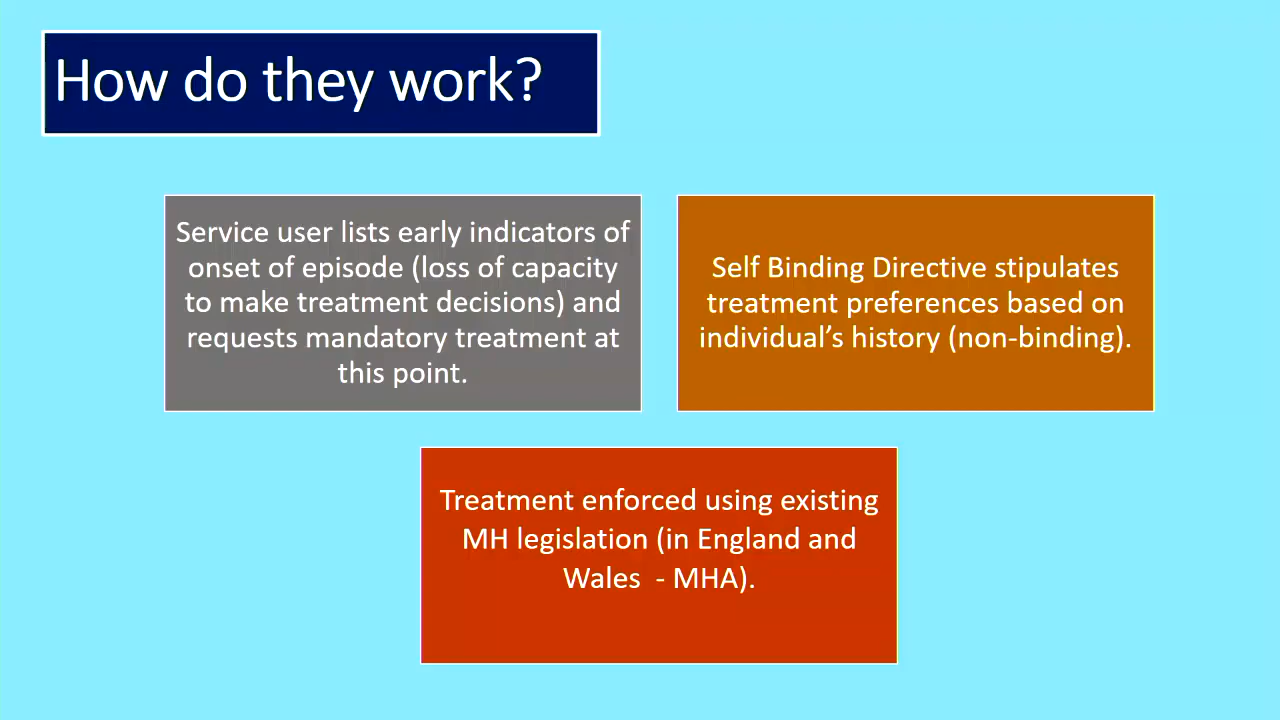 How do they work?
Service user lists early indicators of
onset of episode (loss of capacity
to make treatment decisions) and
requests mandatory treatment at
this point.
Self Binding Directive stipulates
treatment preferences based on
individual’s history (non-binding).
Treatment enforced using existing
MH legislation (in England and
Wales  - MHA).